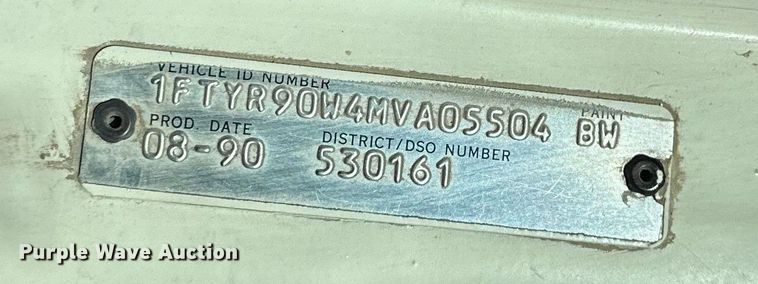 VEHICLE ID NUMBER
1FTYR90W4MVA05504
PAINT
BW
PROD. DATE
08-90
DISTRICT/DSO NUMBER
530161
Purple Wave Auction